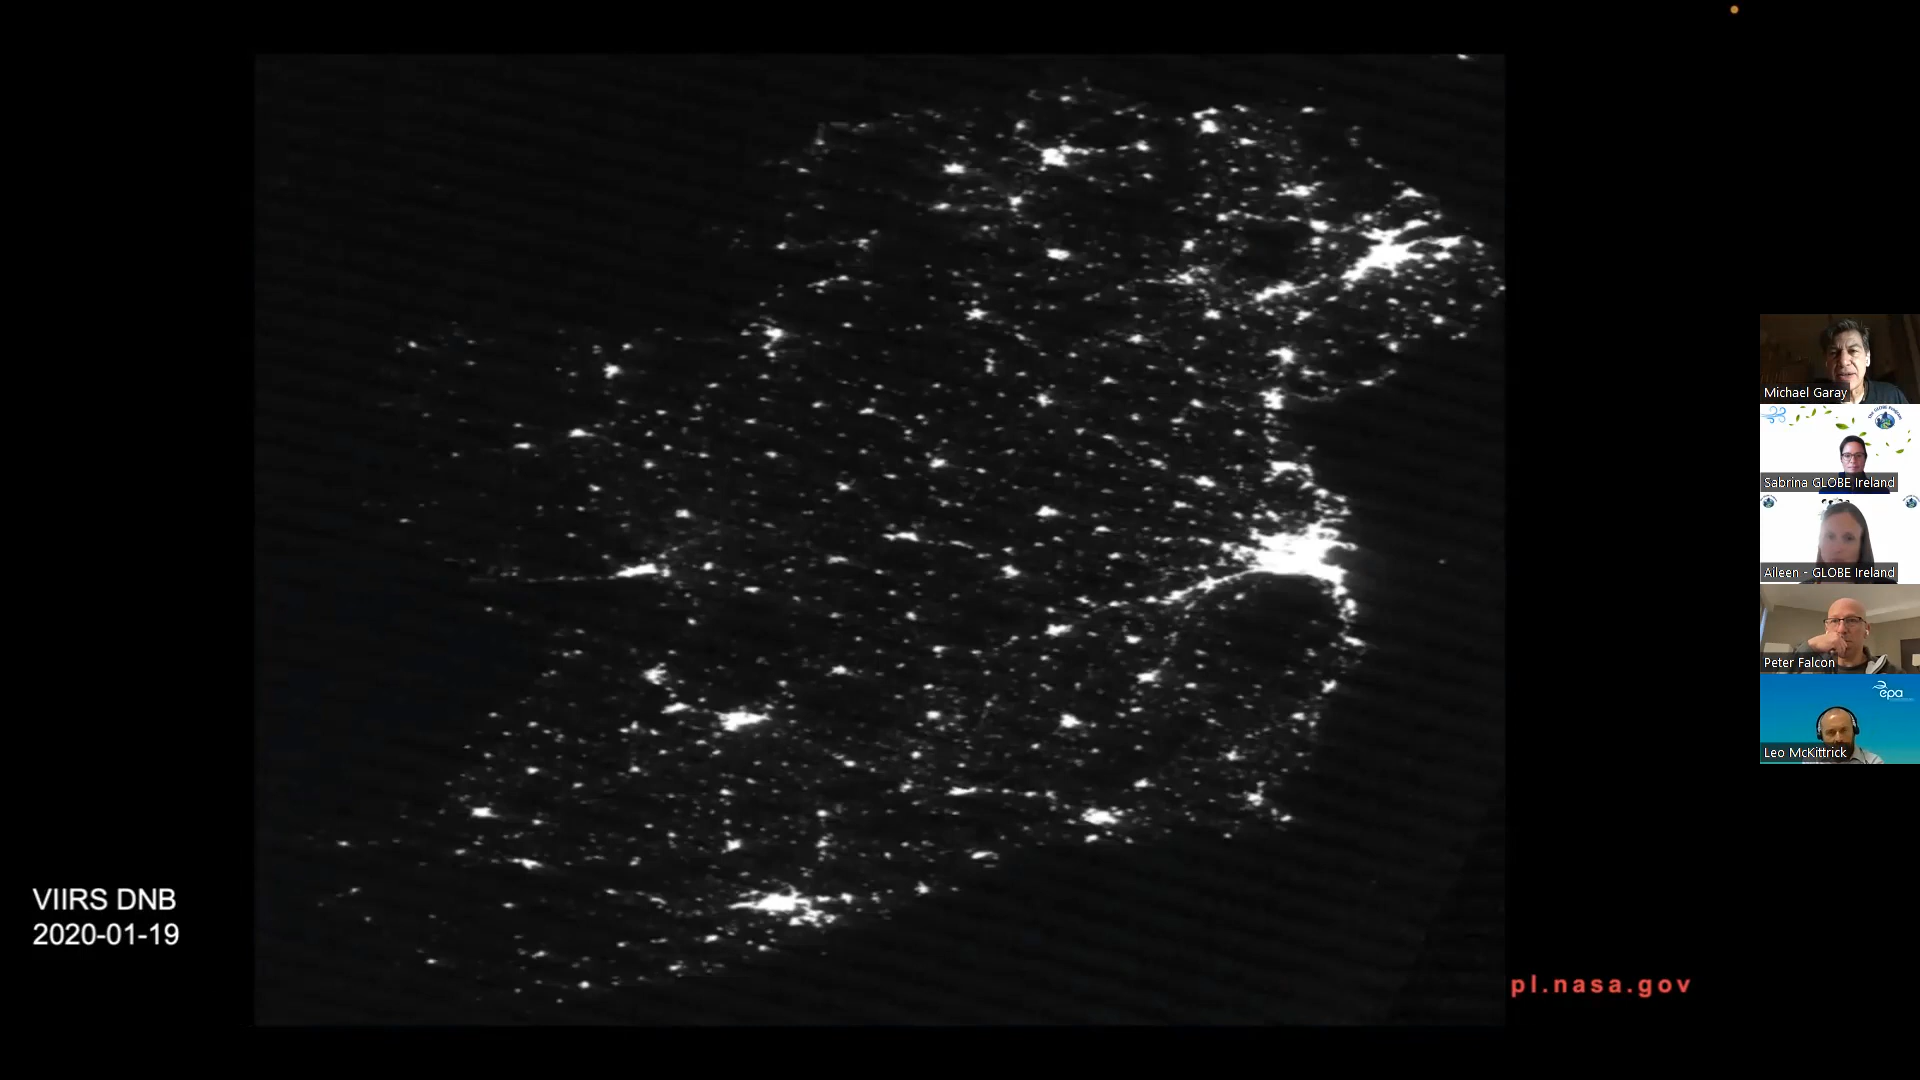 VIIRS DNB
2020-01-19
pl.nasa.gov
Michael Garay
Sabrina GLOBE Ireland
Aileen - GLOBE Ireland
Peter Falcon
epa
Leo McKittrick